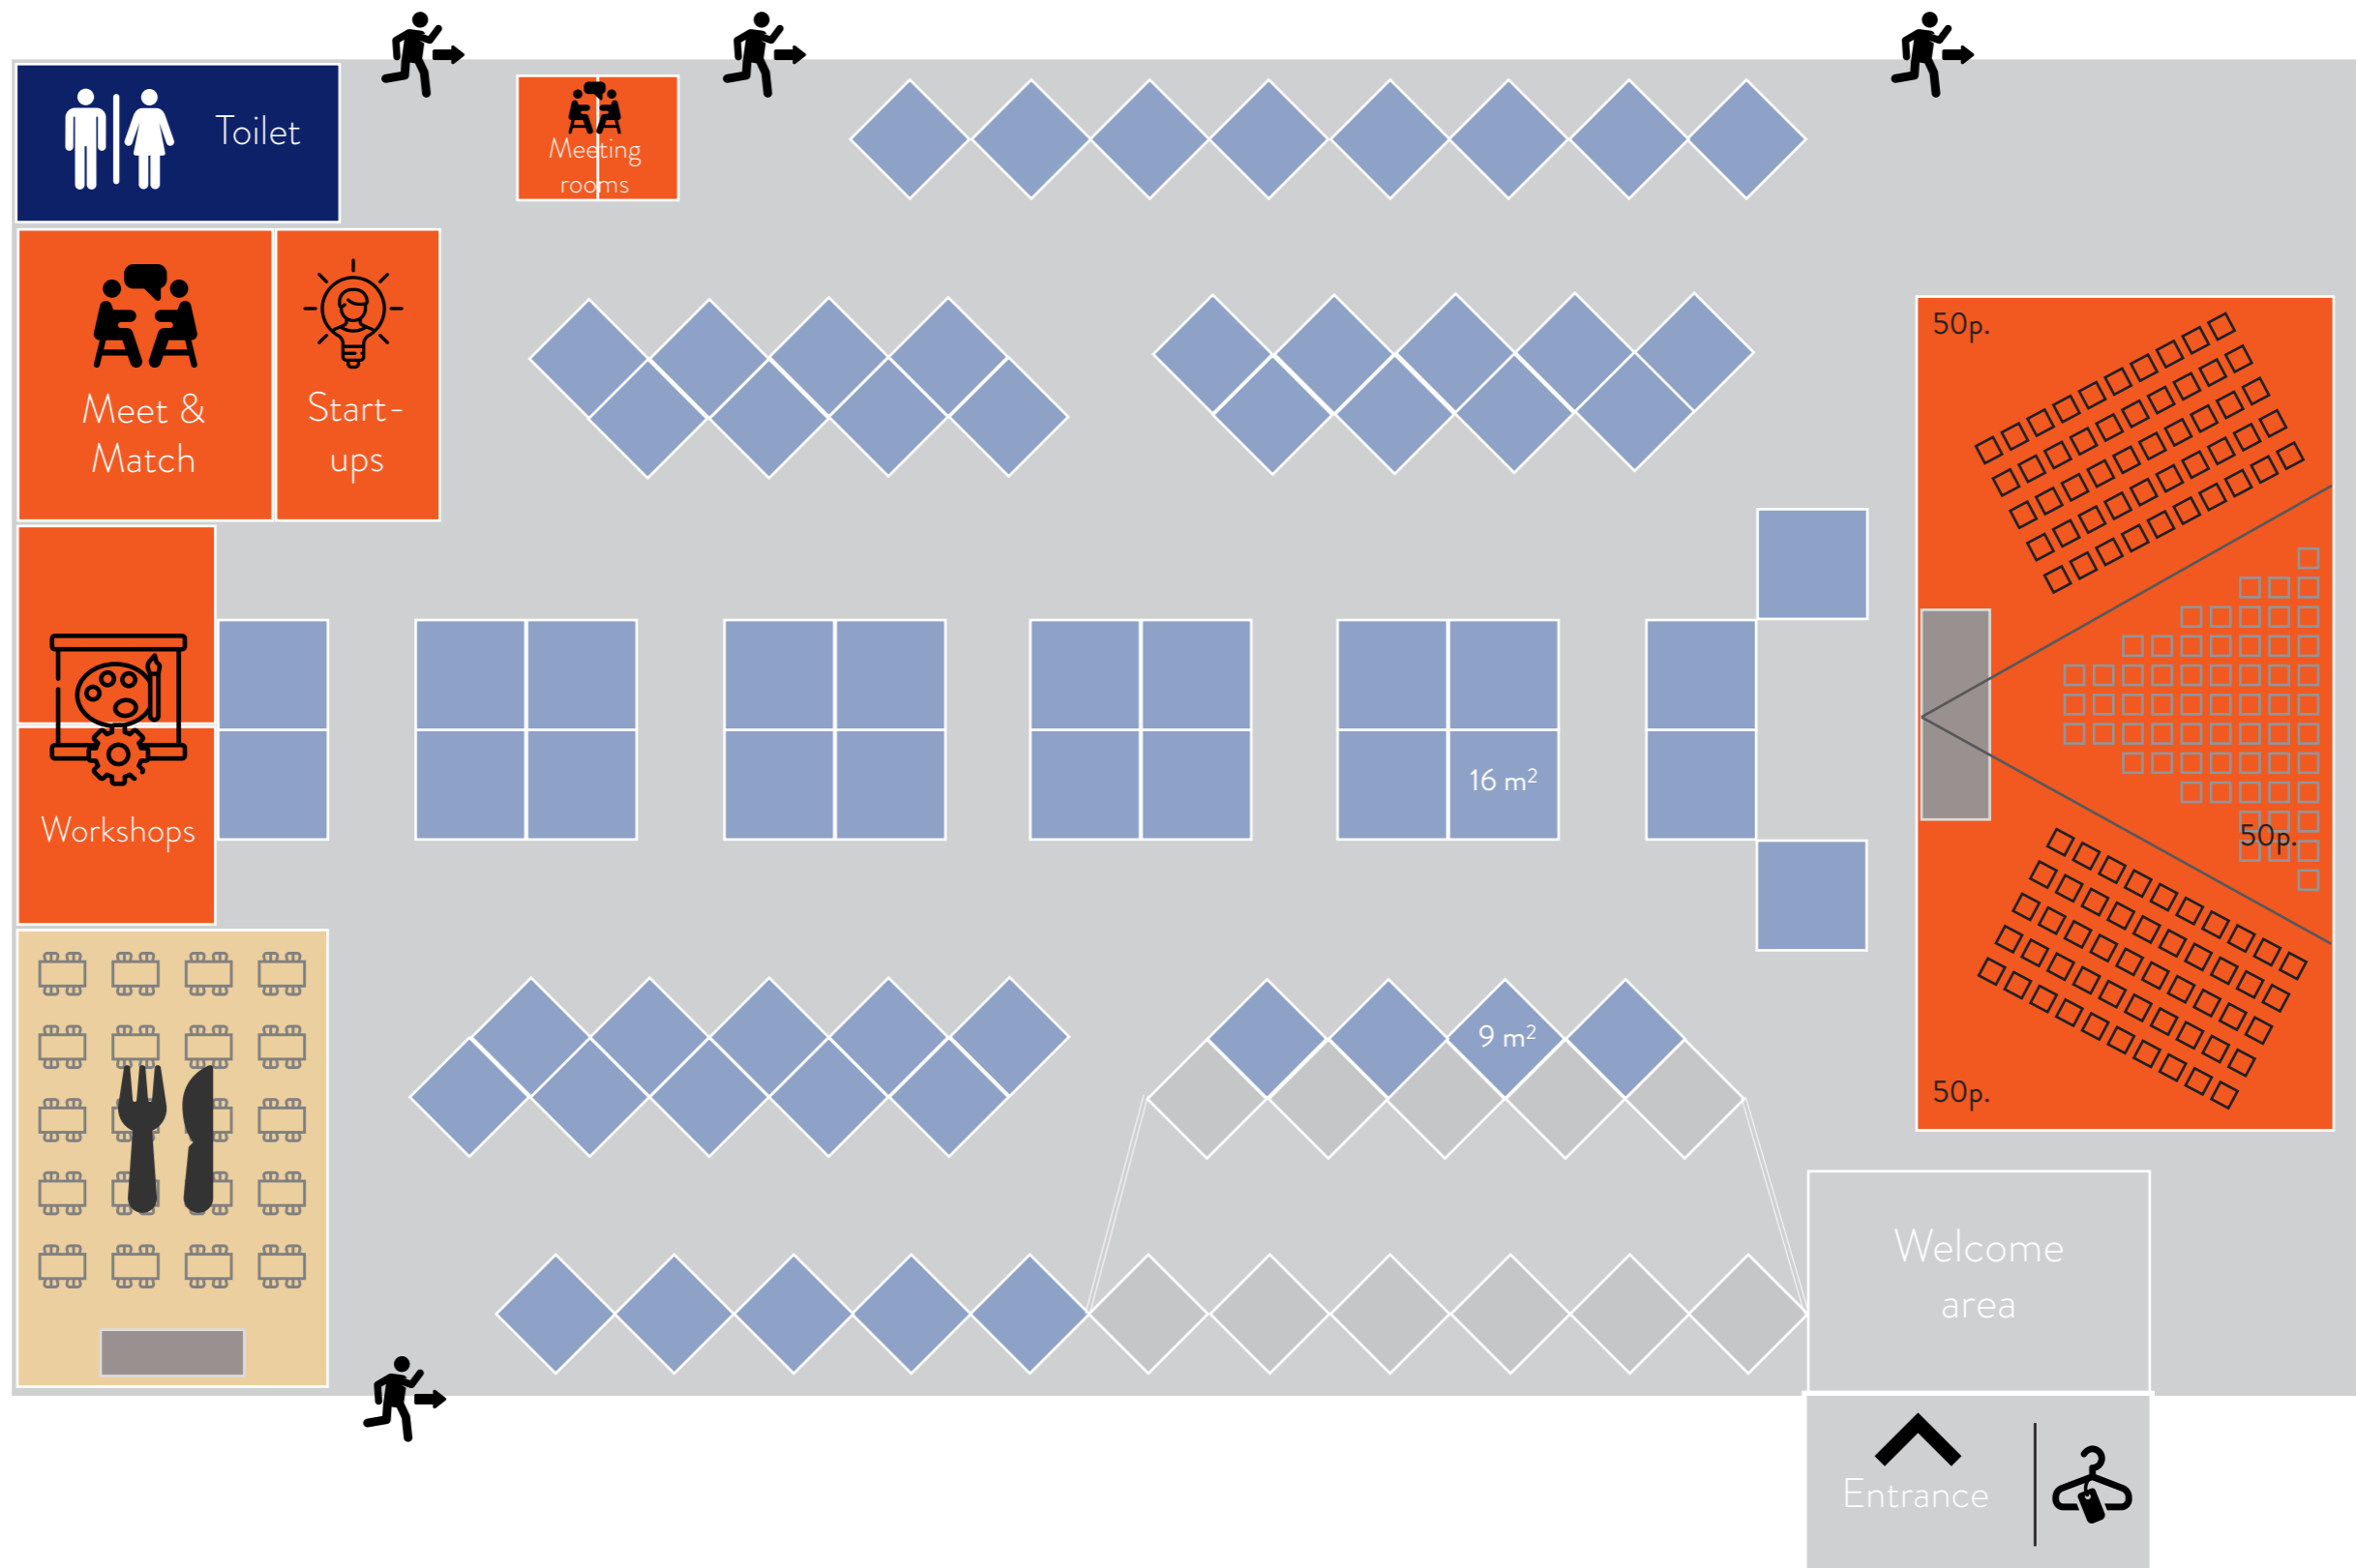 Toilet
Meeting
rooms
Meet &
Match
Start-
ups
50p.
16 m²
Workshops
50p.
9 m²
50p.
Welcome
area
Entrance